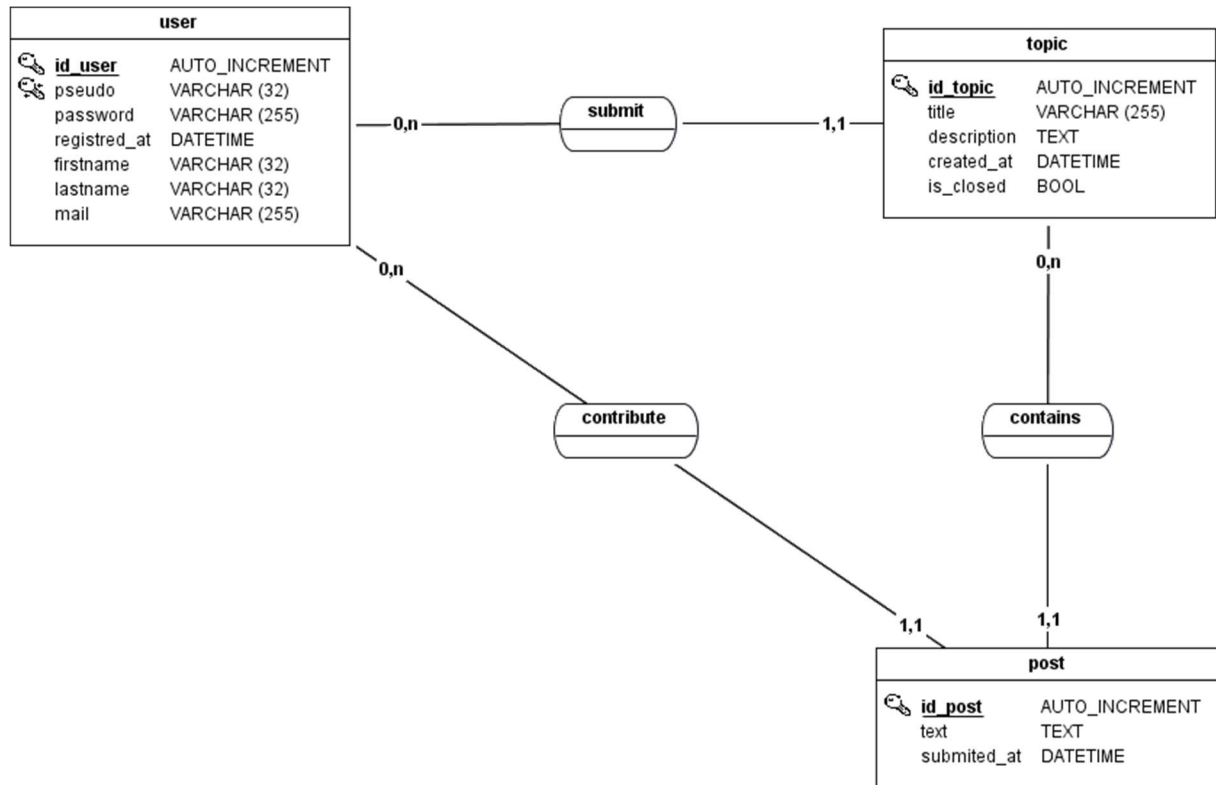 user
id_user AUTO_INCREMENT
pseudo VARCHAR (32)
password VARCHAR (255)
registred_at DATETIME
firstname VARCHAR (32)
lastname VARCHAR (32)
mail VARCHAR (255)
0,n
submit
1,1
topic
id_topic AUTO_INCREMENT
title VARCHAR (255)
description TEXT
created_at DATETIME
is_closed BOOL
0,n
0,n
contribute
contains
1,1
1,1
post
id_post AUTO_INCREMENT
text TEXT
submited_at DATETIME